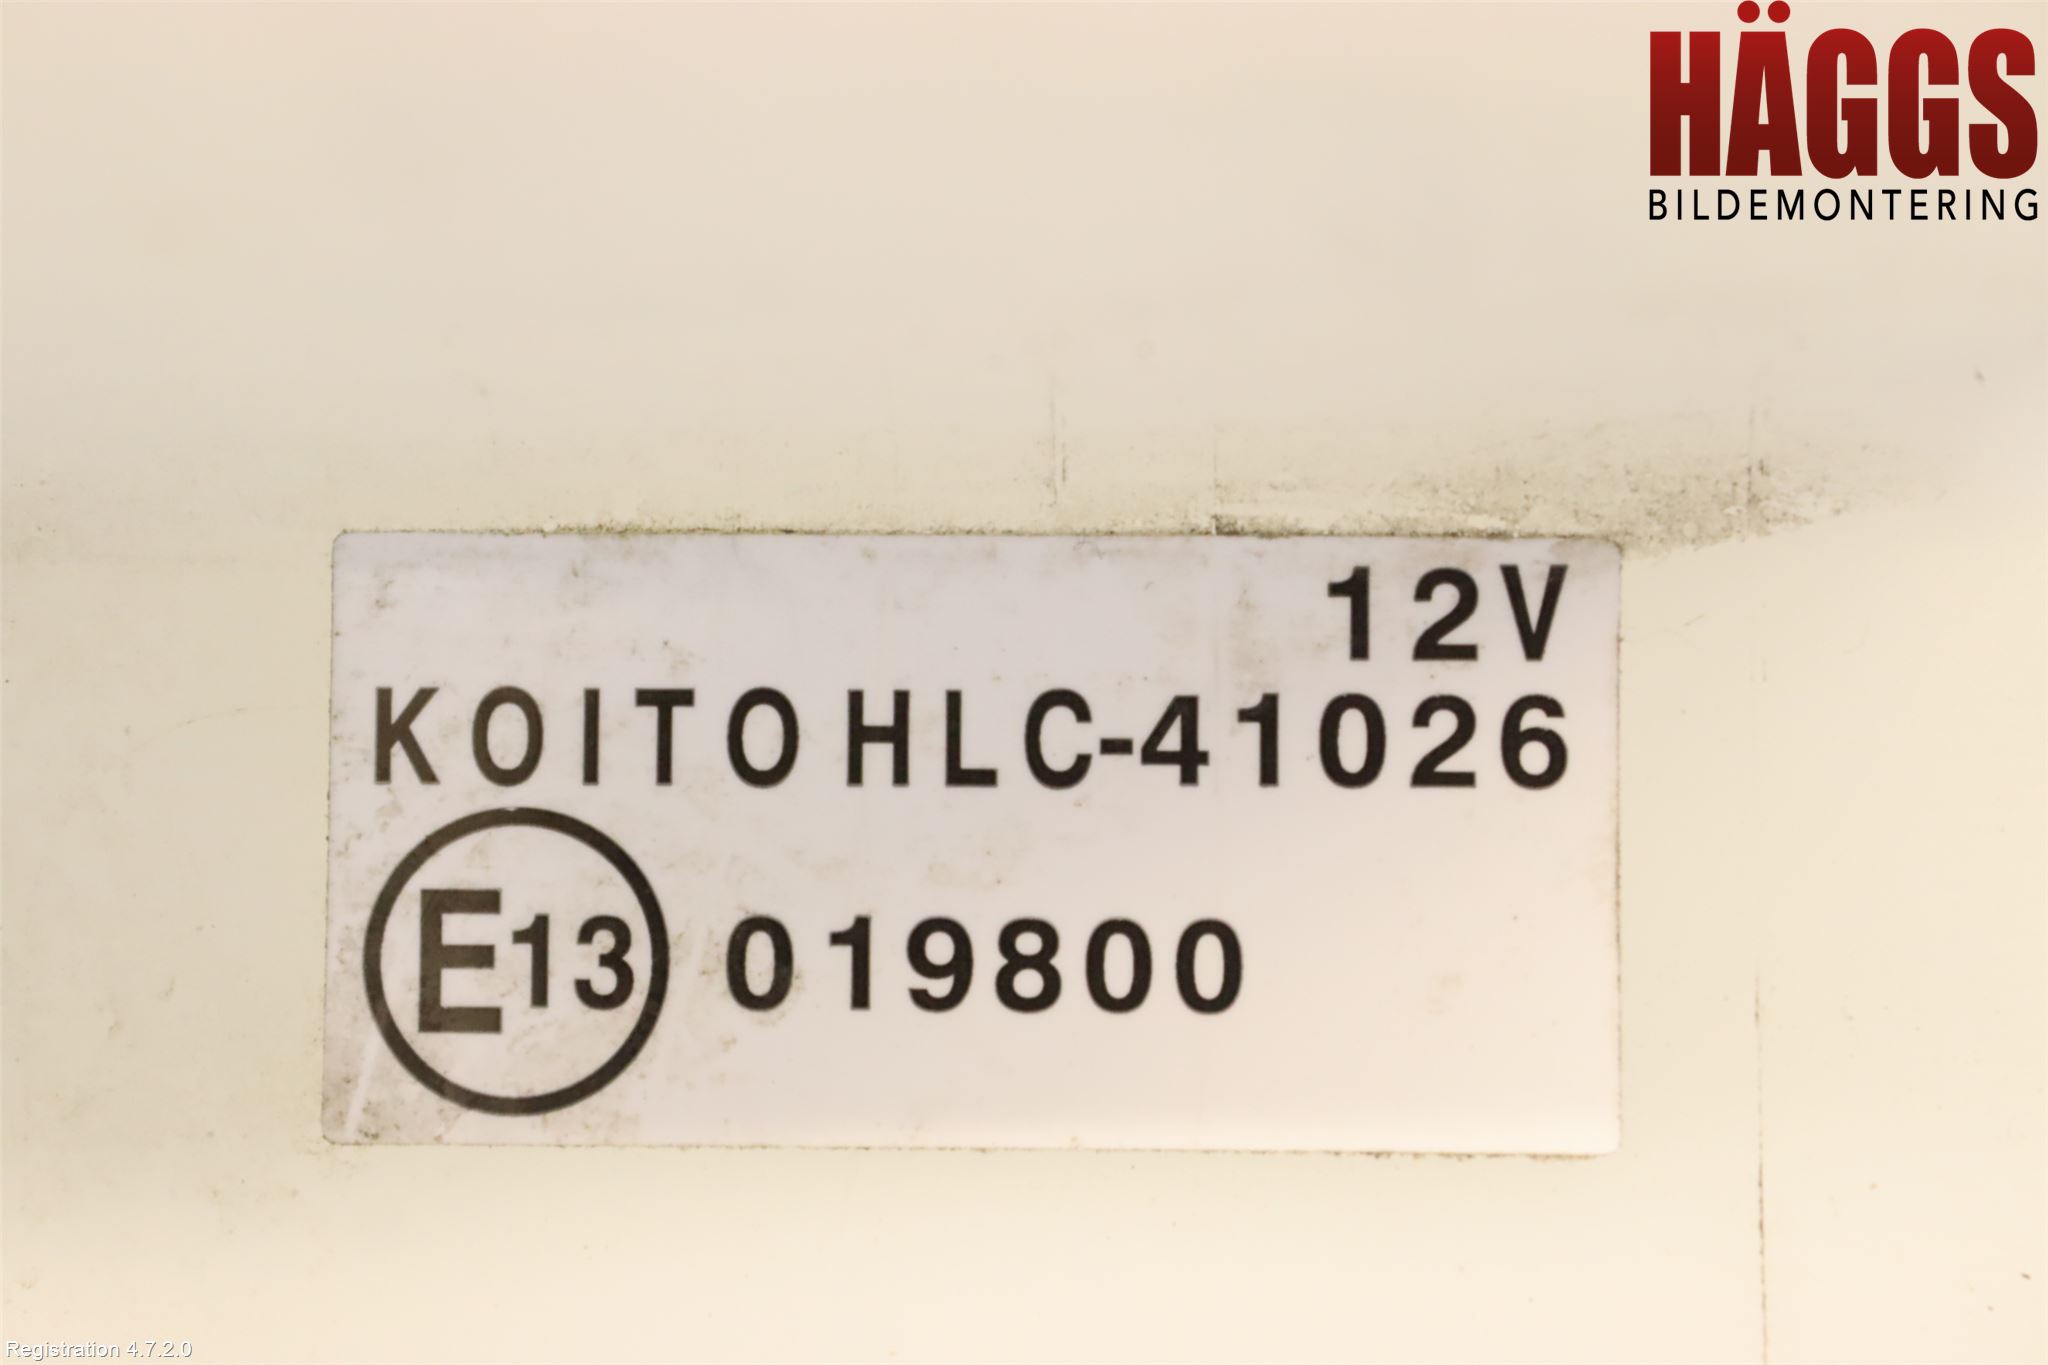 HÄGGS
BILDEMONTERING
12V
KOITO HLC-41026
E13 019800
Registration 4.7.2.0